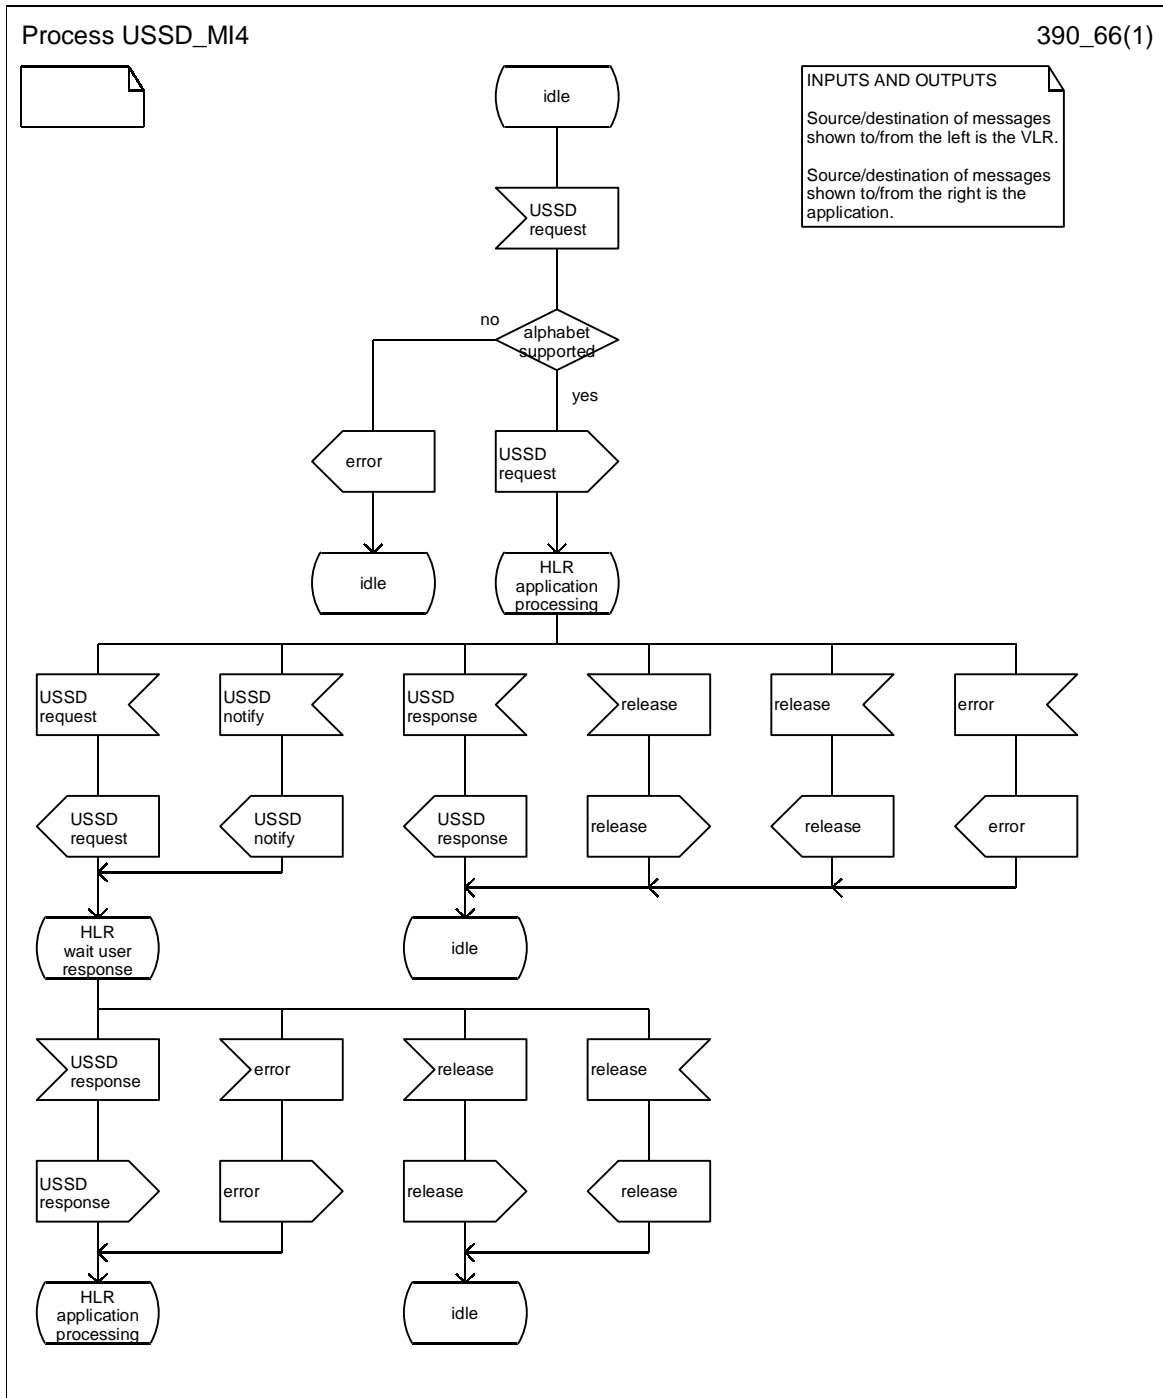 Process USSD_MI4
390_66(1)
idle
INPUTS AND OUTPUTS
Source/destination of messages
shown to/from the left is the VLR.
Source/destination of messages
shown to/from the right is the
application.
USSD
request
no
alphabet
supported
yes
error
USSD
request
idle
HLR
application
processing
USSD
request
USSD
notify
USSD
response
release
release
error
USSD
request
USSD
notify
USSD
response
release
release
error
HLR
wait user
response
idle
USSD
response
error
release
release
USSD
response
error
release
release
HLR
application
processing
idle